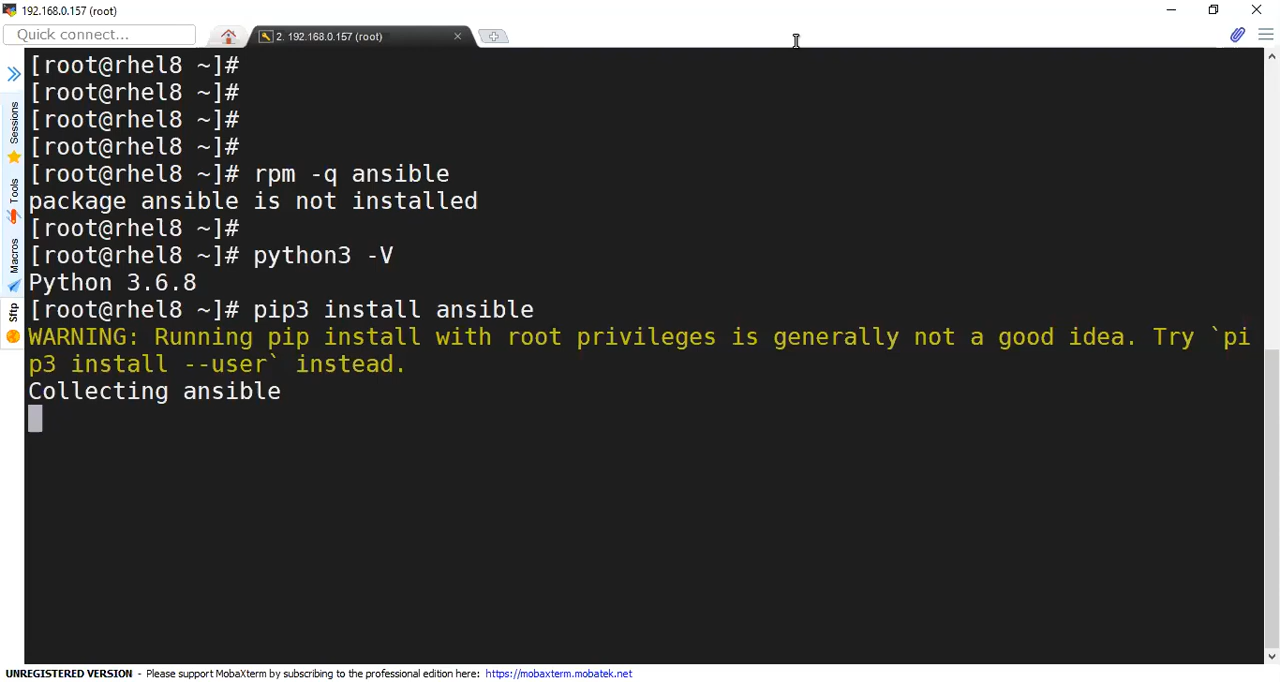 192.168.0.157 (root)
Quick connect...
2. 192.168.0.157 (root)
[root@rhel8 ~]#
[root@rhel8 ~]#
[root@rhel8 ~]#
[root@rhel8 ~]#
[root@rhel8 ~]# rpm -q ansible
package ansible is not installed
[root@rhel8 ~]#
[root@rhel8 ~]# python3 -V
Python 3.6.8
[root@rhel8 ~]# pip3 install ansible
WARNING: Running pip install with root privileges is generally not a good idea. Try `pi
p3 install --user` instead.
Collecting ansible
Sessions
Tools
Macros
Sftp
UNREGISTERED VERSION - Please support MobaXterm by subscribing to the professional edition here: https://mobaxterm.mobatek.net